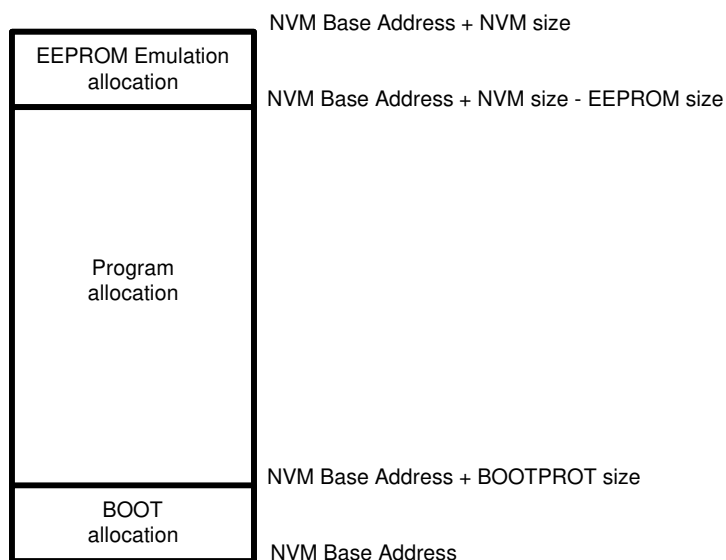 NVM Base Address + NVM size
EEPROM Emulation
allocation
NVM Base Address + NVM size - EEPROM size
Program
allocation
NVM Base Address + BOOTPROT size
BOOT
allocation
NVM Base Address